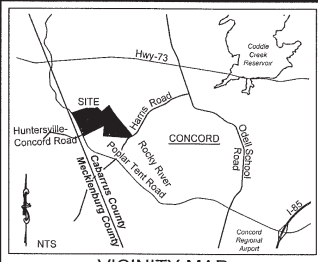 Hwy-73
Coddle
Creek
Reservoir
SITE
Harris Road
Huntersville-
Concord Road
CONCORD
Odell School
Road
Rocky River
Poplar Tent Road
Cabarrus County
Mecklenburg County
I-85
Concord
Regional
Airport
NTS
VICINITY MAP